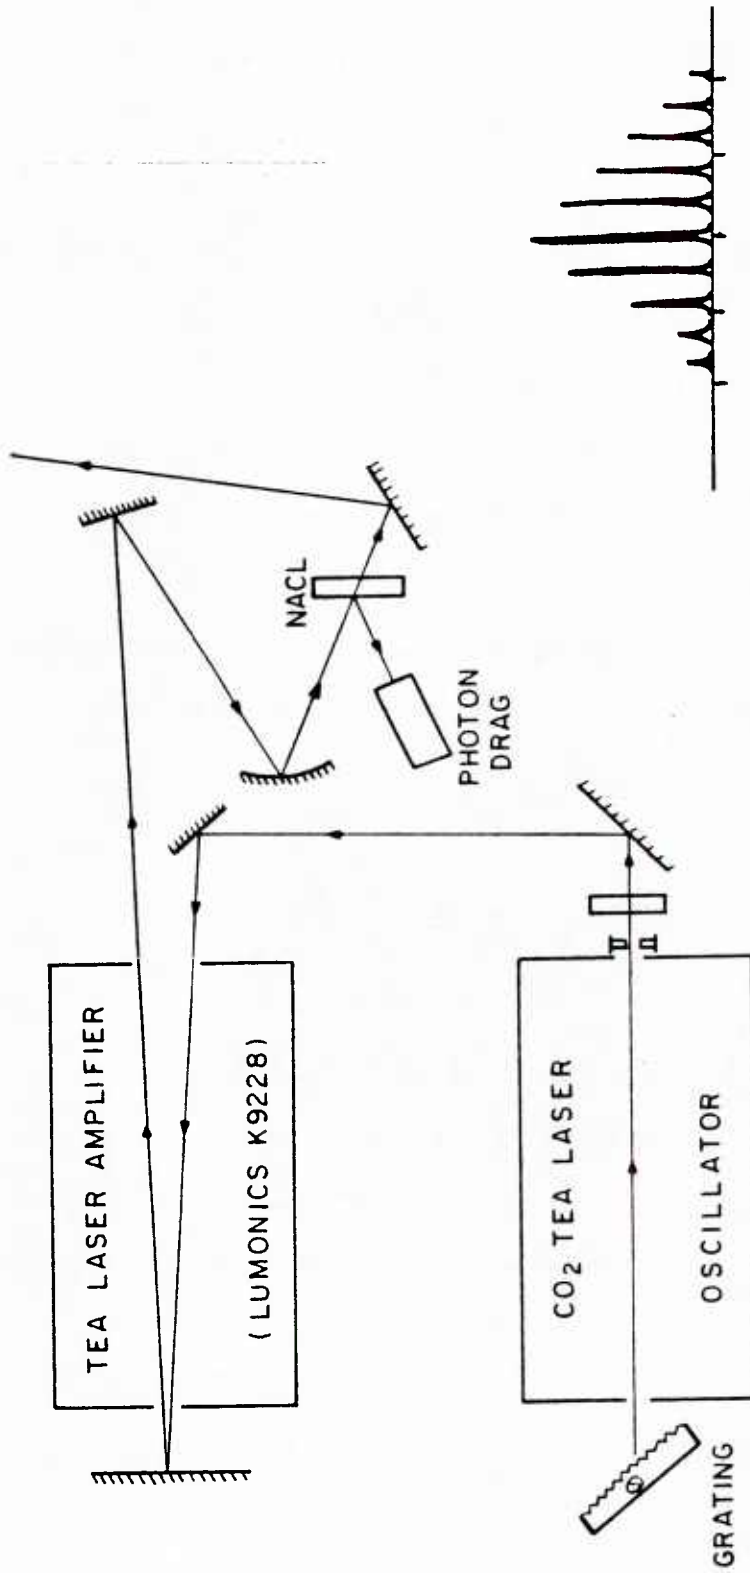 TEA LASER AMPLIFIER
(LUMONICS K9228)
NACL
PHOTON
DRAG
CO₂ TEA LASER
OSCILLATOR
GRATING